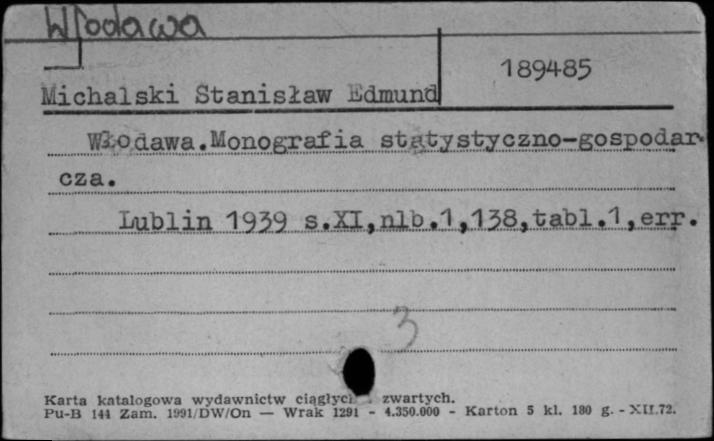 Włodawa
189485
Michalski Stanisław Edmund
Włodawa.Monografia statystyczno-gospodar-
cza.
Lublin 1939 s.XI,nlb.1,138,tabl.1,err.
3
Karta katalogowa wydawnictw zwartych.
Pu-B 144 Zam. 1991/DW/On — Wrak 1291 - 4.350.000 - Karton 5 kl. 180 g. - XII.72.